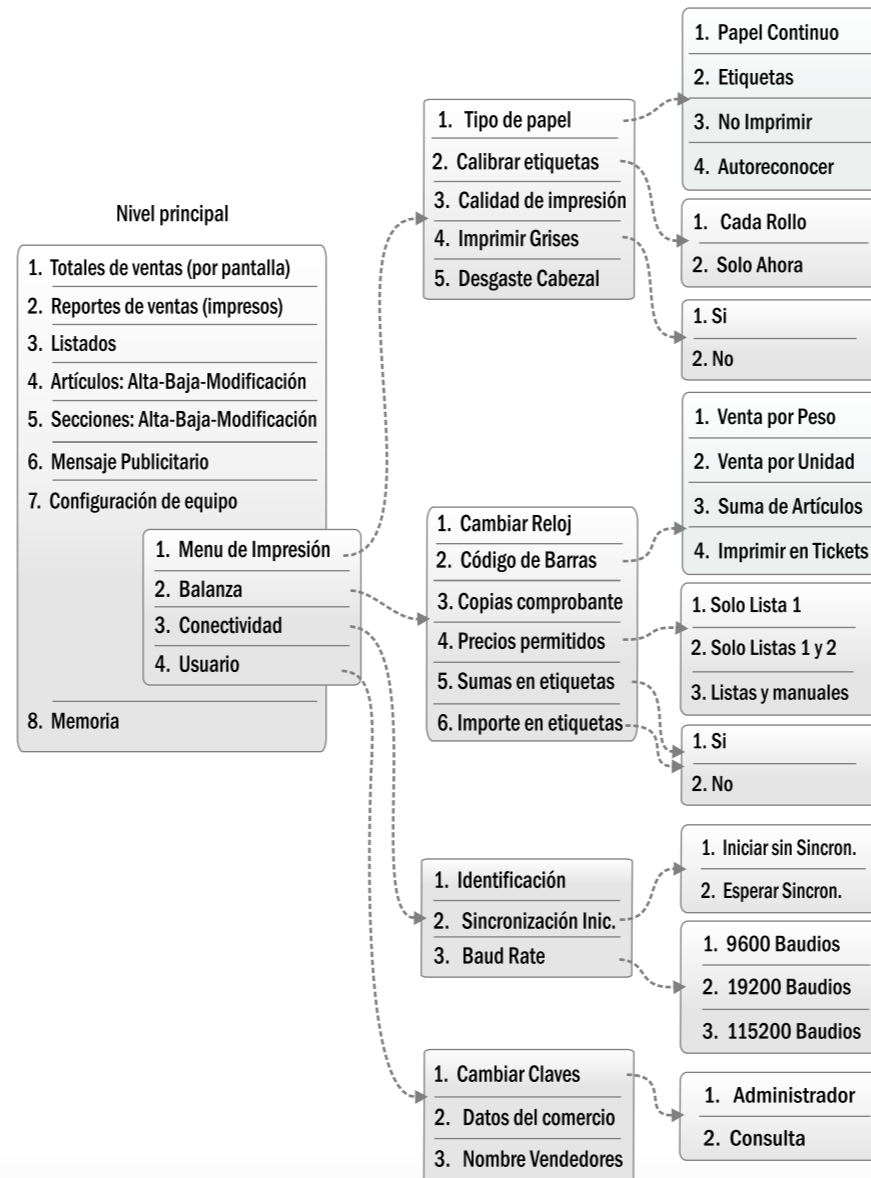 Nivel principal
1. Totales de ventas (por pantalla)
2. Reportes de ventas (impresos)
3. Listados
4. Artículos: Alta-Baja-Modificación
5. Secciones: Alta-Baja-Modificación
6. Mensaje Publicitario
7. Configuración de equipo
1. Menu de Impresión
2. Balanza
3. Conectividad
4. Usuario
8. Memoria
1. Tipo de papel
2. Calibrar etiquetas
3. Calidad de impresión
4. Imprimir Grises
5. Desgaste Cabezal
1. Papel Continuo
2. Etiquetas
3. No Imprimir
4. Autoreconocer
1. Cada Rollo
2. Solo Ahora
1. Si
2. No
1. Cambiar Reloj
2. Código de Barras
3. Copias comprobante
4. Precios permitidos
5. Sumas en etiquetas
6. Importe en etiquetas
1. Venta por Peso
2. Venta por Unidad
3. Suma de Artículos
4. Imprimir en Tickets
1. Solo Lista 1
2. Solo Listas 1 y 2
3. Listas y manuales
1. Si
2. No
1. Identificación
2. Sincronización Inic.
3. Baud Rate
1. Iniciar sin Sincron.
2. Esperar Sincron.
1. 9600 Baudios
2. 19200 Baudios
3. 115200 Baudios
1. Cambiar Claves
2. Datos del comercio
3. Nombre Vendedores
1. Administrador
2. Consulta